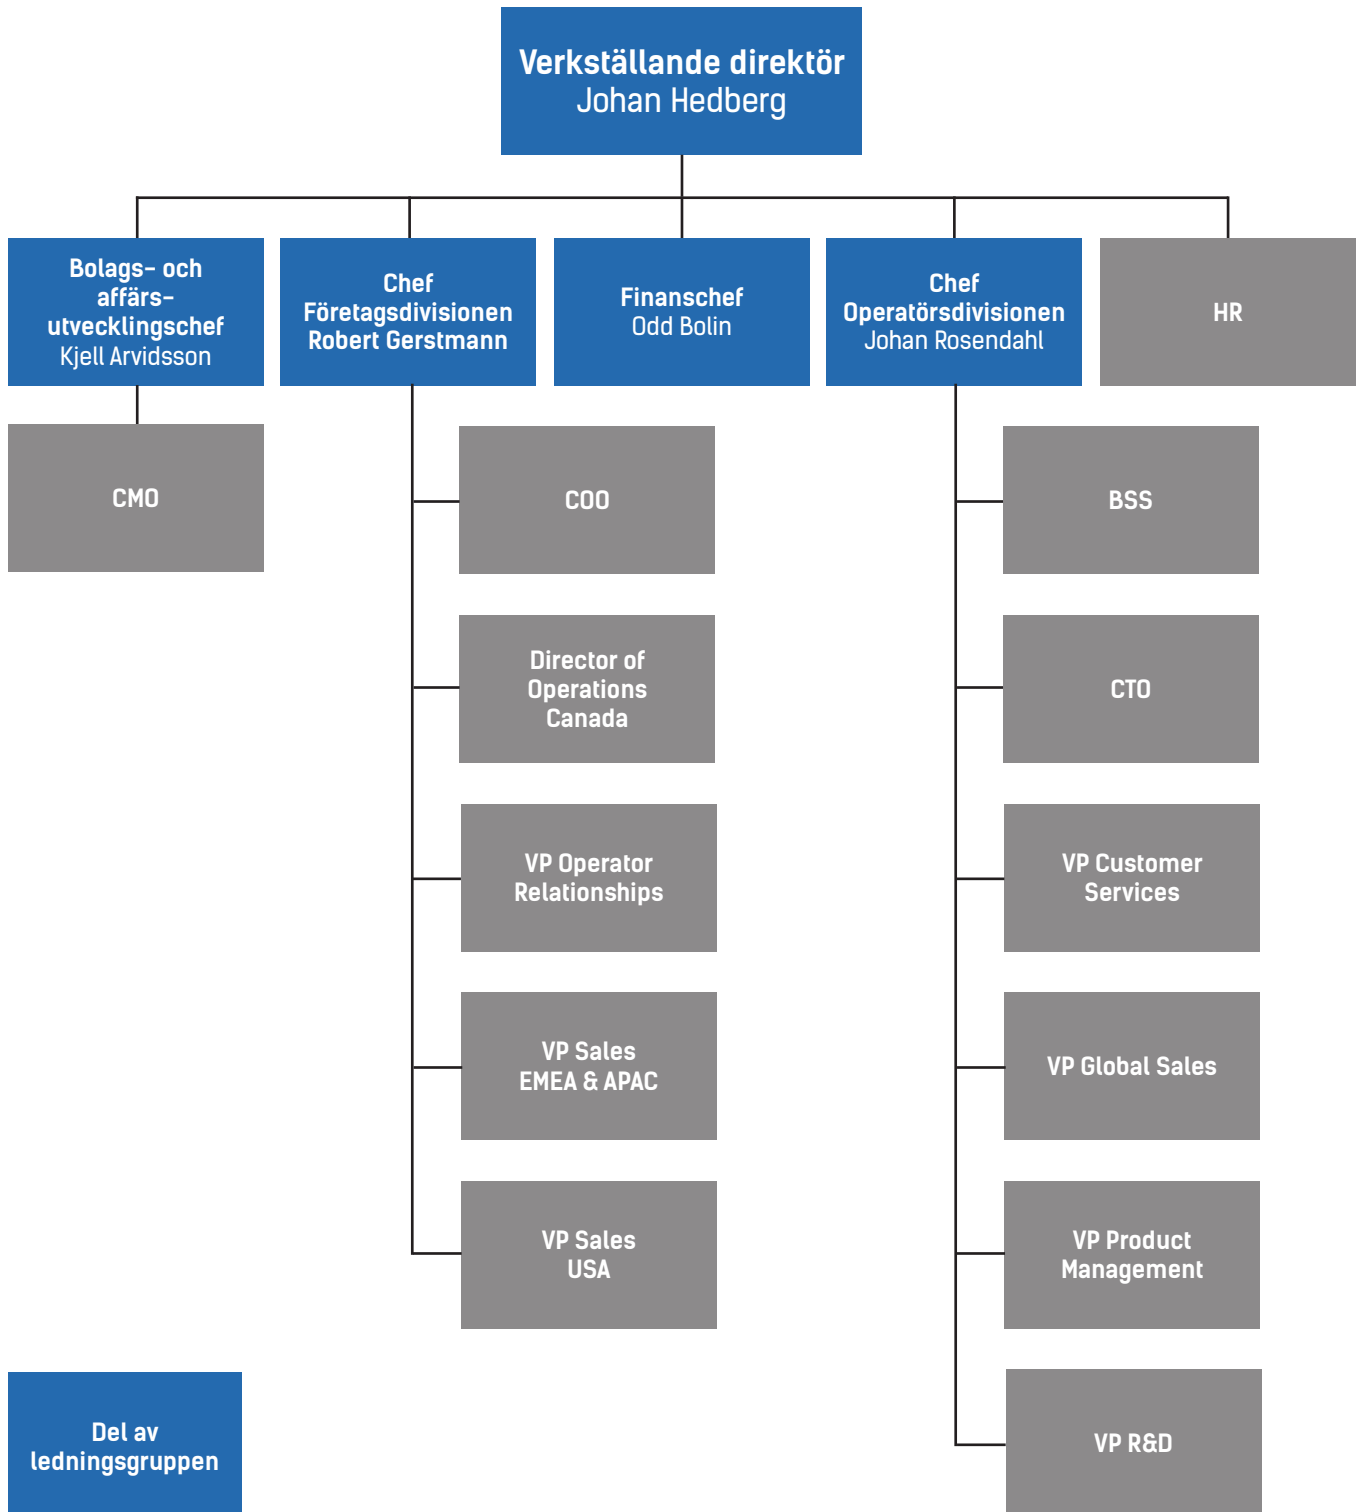 Verkställande direktör
Johan Hedberg
Bolags- och
affärs-
utvecklingschef
Kjell Arvidsson
Chef
Företagsdivisionen
Robert Gerstmann
Finanschef
Odd Bolin
Chef
Operatörsdivisionen
Johan Rosendahl
HR
CMO
COO
Director of
Operations
Canada
VP Operator
Relationships
VP Sales
EMEA & APAC
VP Sales
USA
BSS
CTO
VP Customer
Services
VP Global Sales
VP Product
Management
VP R&D
Del av
ledningsgruppen